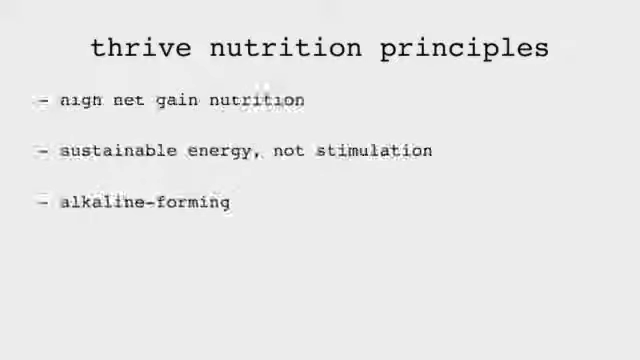 thrive nutrition principles
- high net gain nutrition
- sustainable energy, not stimulation
- alkaline-forming